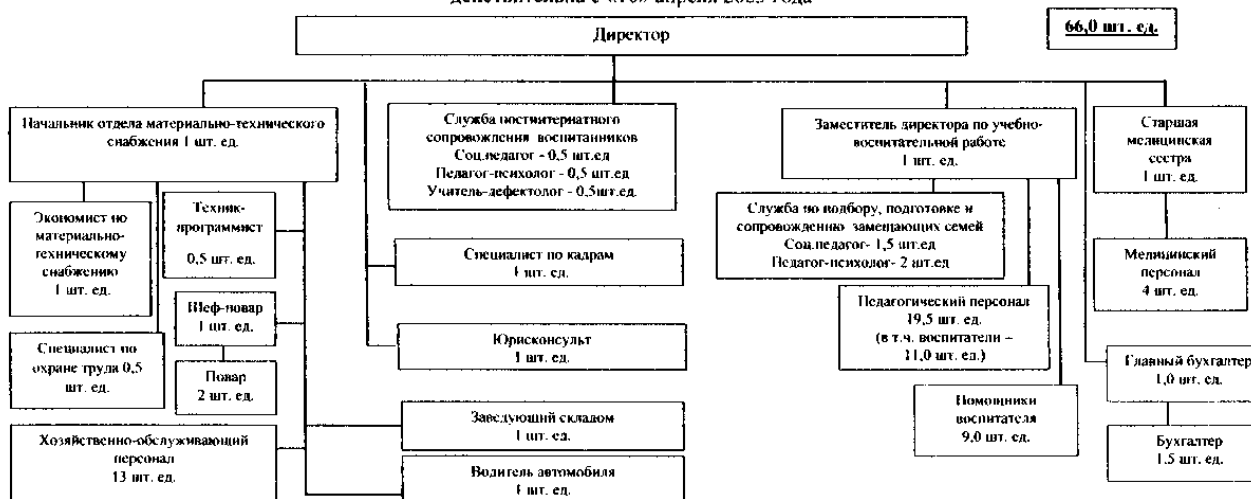 апреля
года
Директор
66,0 шт. ед.
Начальник отдела материально-технического
снабжения 1 шт. ед.
Служба постинтернатного
сопровождения воспитанников
Соц.педагог - 0,5 шт.ед
Педагог-психолог - 0,5 шт.ед
Учитель-дефектолог - 0,5шт.ед.
Заместитель директора по учебно-
воспитательной работе
1 шт. ед.
Старшая
медицинская
сестра
1 шт. ед.
Экономист по
материально-
техническому
снабжению
1 шт. ед.
Техник-
программист
0,5 шт. ед.
Служба по подбору, подготовке и
сопровождению замещающих семей
Соц.педагог- 1,5 шт.ед
Педагог-психолог- 2 шт.ед
Специалист по кадрам
1 шт. ед.
Медицинский
персонал
4 шт. ед.
Шеф-повар
1 шт. ед.
Педагогический персонал
19,5 шт. ед.
(в т.ч. воспитатели –
11,0 шт. ед.)
Специалист по
охране труда 0,5
шт. ед.
Юрисконсульт
1 шт. ед.
Главный бухгалтер
1,0 шт. ед.
Повар
2 шт. ед.
Помощники
воспитателя
9,0 шт. ед.
Заведующий складом
1 шт. ед.
Хозяйственно-обслуживающий
персонал
13 шт. ед.
Бухгалтер
1,5 шт. ед.
Водитель автомобиля
1 шт. ед.